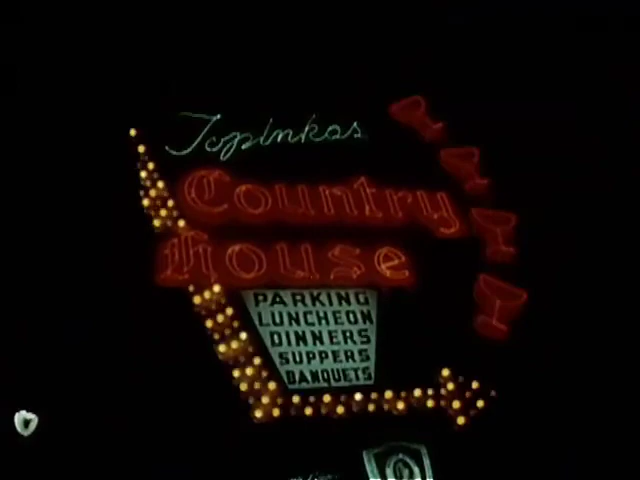 Topinkas
Country
House
PARKING
LUNCHEON
DINNERS
SUPPERS
BANQUETS